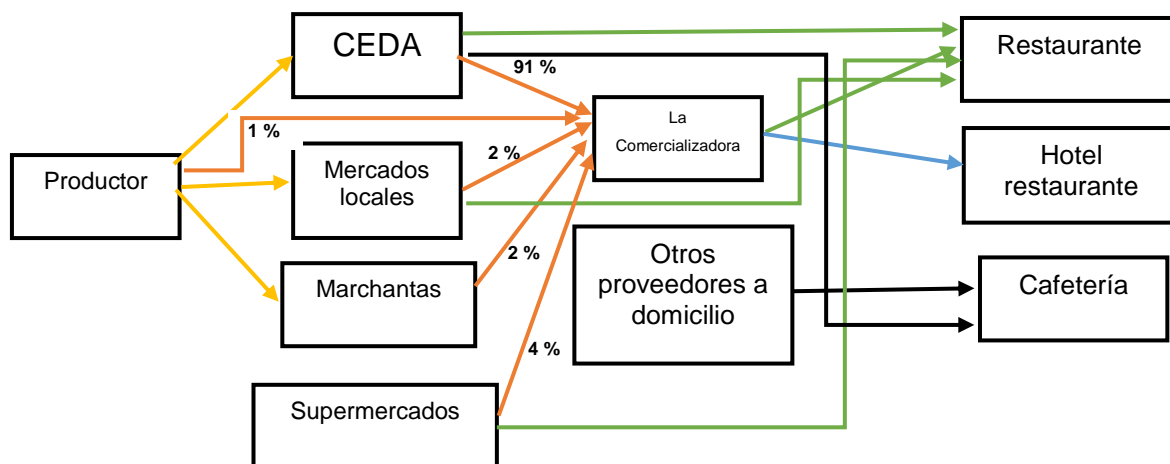 CEDA
Restaurante
91 %
La
Comercializadora
1 %
Productor
Mercados
locales
2 %
Hotel
restaurante
Marchantas
2 %
Otros
proveedores a
domicilio
Cafetería
4 %
Supermercados